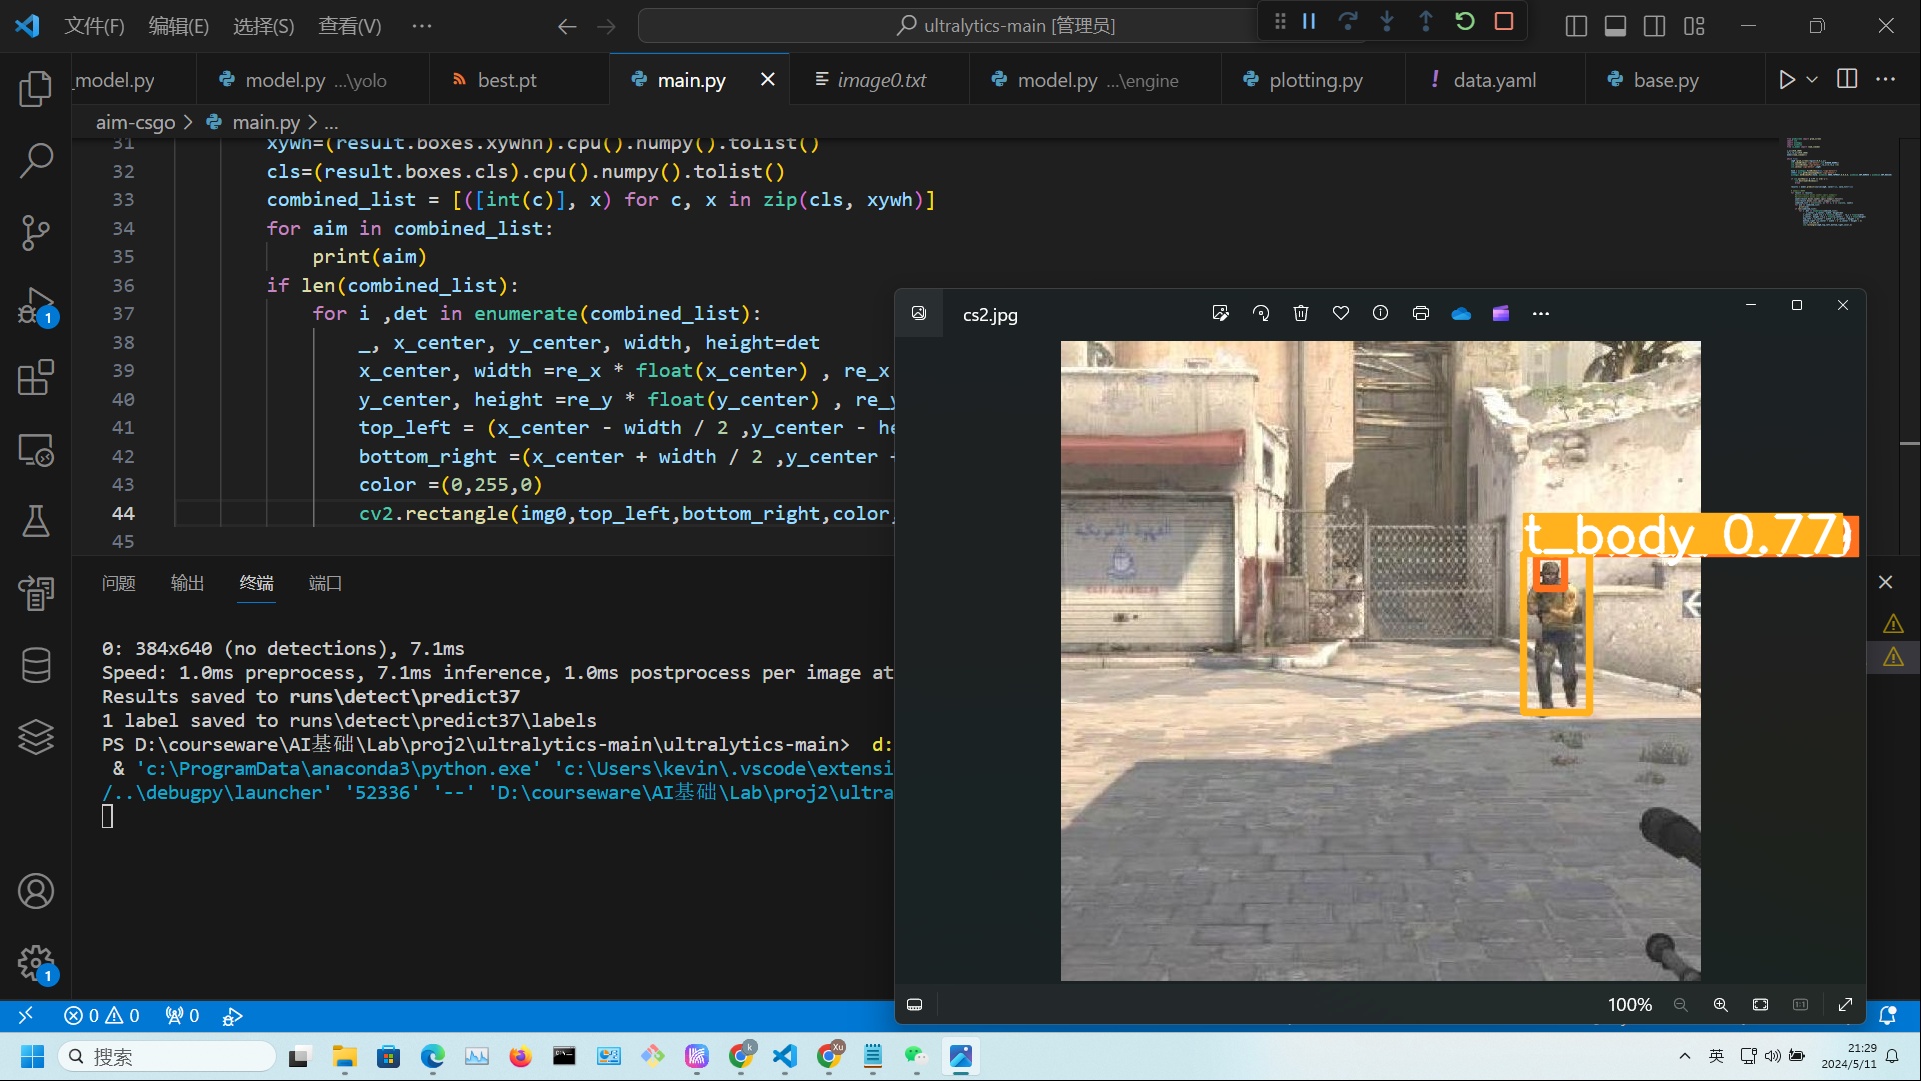 文件(F) 编辑(E) 选择(S) 查看(V) ··· ultralytics-main [管理员]
_model.py model.py ...\yolo best.pt main.py image0.txt model.py ...\engine plotting.py ! data.yaml base.py
aim-csgo > main.py > ...
31 xywh=(result.boxes.xywhn).cpu().numpy().tolist()
32 cls=(result.boxes.cls).cpu().numpy().tolist()
33 combined_list = [([int(c)], x) for c, x in zip(cls, xywh)]
34 for aim in combined_list:
35 print(aim)
36 if len(combined_list):
37 for i ,det in enumerate(combined_list):
38 _, x_center, y_center, width, height=det
39 x_center, width =re_x * float(x_center) , re_x
40 y_center, height =re_y * float(y_center) , re_y
41 top_left = (x_center - width / 2 ,y_center - he
42 bottom_right =(x_center + width / 2 ,y_center +
43 color =(0,255,0)
44 cv2.rectangle(img0,top_left,bottom_right,color,
45
问题 输出 终端 端口
0: 384x640 (no detections), 7.1ms
Speed: 1.0ms preprocess, 7.1ms inference, 1.0ms postprocess per image at
Results saved to runs\detect\predict37
1 label saved to runs\detect\predict37\labels
PS D:\courseware\AI基础\Lab\proj2\ultralytics-main\ultralytics-main> d:
& 'c:\ProgramData\anaconda3\python.exe' 'c:\Users\kevin\.vscode\extensi
/..\debugpy\launcher' '52336' '--' 'D:\courseware\AI基础\Lab\proj2\ultra
cs2.jpg
t_body 0.77
100%
1
1
0 0 0
搜索
英
21:29
2024/5/11